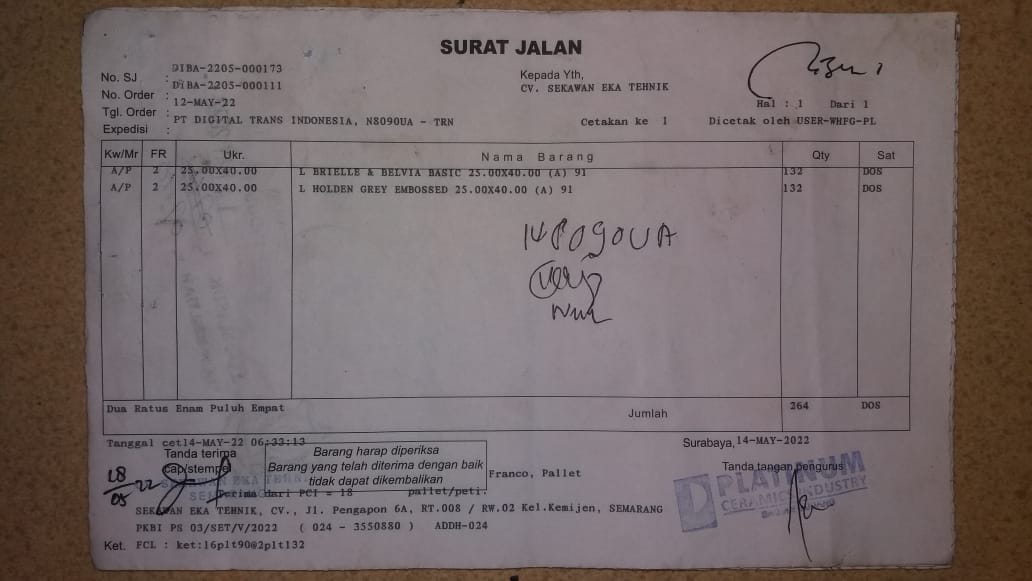 SURAT JALAN
No. SJ : DIBA-2205-000173
No. Order : DIBA-2205-000111
Tgl. Order : 12-MAY-22
Expedisi : PT DIGITAL TRANS INDONESIA, N8090UA - TRN
Kepada Yth,
CV. SEKAWAN EKA TEHNIK
Hal : 1 Dari 1
Cetakan ke 1 Dicetak oleh USER-WHFG-PL
Kw/Mr FR Ukr. Nama Barang Qty Sat
A/P 2 25.00X40.00 L BRIELLE & BELVIA BASIC 25.00X40.00 (A) 91 132 DOS
A/P 2 25.00X40.00 L HOLDEN GREY EMBOSSED 25.00X40.00 (A) 91 132 DOS
Dua Ratus Enam Puluh Empat Jumlah 264 DOS
Tanggal cet14-MAY-22 06:33:13
Surabaya,14-MAY-2022
Tanda terima
cap/stempel
18/05 22
Barang harap diperiksa
Barang yang telah diterima dengan baik
tidak dapat dikembalikan
Franco, Pallet
Tanda tangan pengurus
PLATINUM
CERAMICS INDUSTRY
Terima dari PCI = 18 pallet/peti.
SEKAWAN EKA TEHNIK, CV., Jl. Pengapon 6A, RT.008 / RW.02 Kel.Kemijen, SEMARANG
PKBI PS 03/SET/V/2022 ( 024 - 3550880 ) ADDH-024
Ket. FCL : ket:16plt90@2plt132